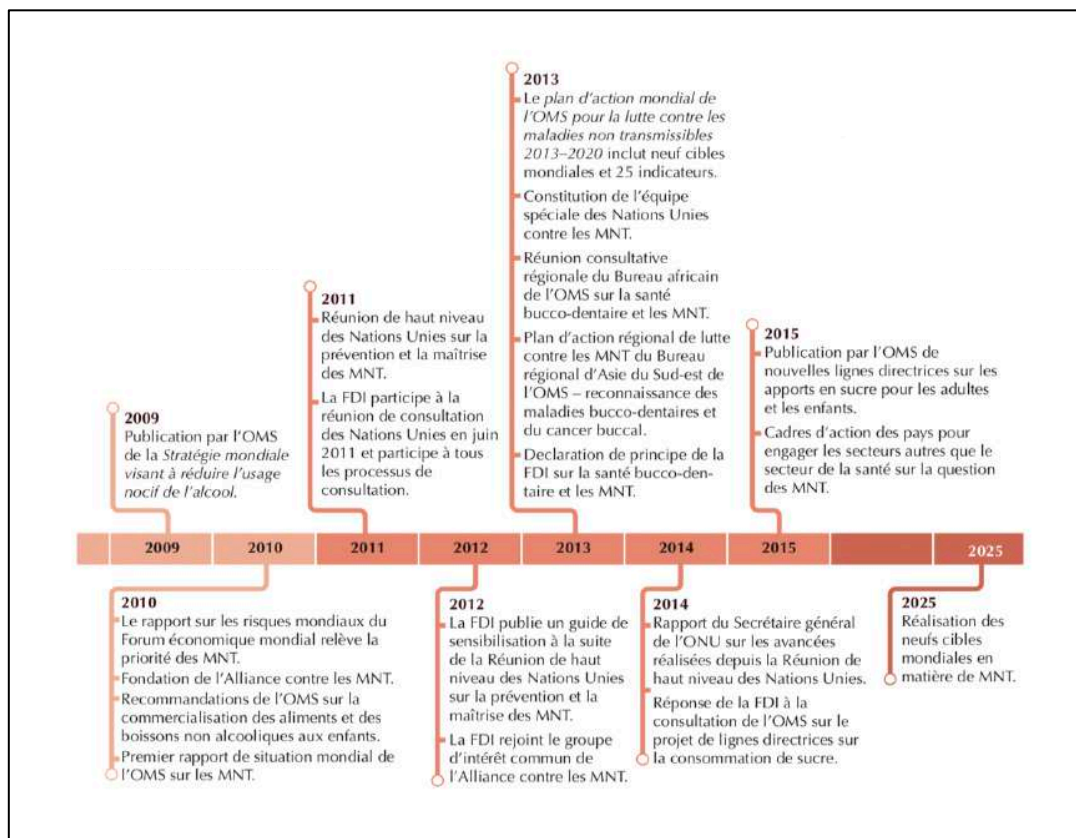 2013
Le plan d'action mondial de
l'OMS pour la lutte contre les
maladies non transmissibles
2013–2020 inclut neuf cibles
mondiales et 25 indicateurs.
Constitution de l'équipe
spéciale des Nations Unies
contre les MNT.
Réunion consultative
régionale du Bureau africain
de l'OMS sur la santé
bucco-dentaire et les MNT.
Plan d'action régional de lutte
contre les MNT du Bureau
régional d'Asie du Sud-est de
l'OMS – reconnaissance des
maladies bucco-dentaires et
du cancer buccal.
Declaration de principe de la
FDI sur la santé bucco-den-
taire et les MNT.
2011
Réunion de haut niveau
des Nations Unies sur la
prévention et la maîtrise
des MNT.
La FDI participe à la
réunion de consultation
des Nations Unies en juin
2011 et participe à tous
les processus de
consultation.
2015
Publication par l'OMS de
nouvelles lignes directrices sur les
apports en sucre pour les adultes
et les enfants.
Cadres d'action des pays pour
engager les secteurs autres que le
secteur de la santé sur la question
des MNT.
2009
Publication par l'OMS
de la Stratégie mondiale
visant à réduire l'usage
nocif de l'alcool.
2009 2010 2011 2012 2013 2014 2015 2025
2010
Le rapport sur les risques mondiaux du
Forum économique mondial relève la
priorité des MNT.
Fondation de l'Alliance contre les MNT.
Recommandations de l'OMS sur la
commercialisation des aliments et des
boissons non alcooliques aux enfants.
Premier rapport de situation mondial de
l'OMS sur les MNT.
2012
La FDI publie un guide de
sensibilisation à la suite
de la Réunion de haut
niveau des Nations Unies
sur la prévention et la
maîtrise des MNT.
La FDI rejoint le groupe
d'intérêt commun de
l'Alliance contre les MNT.
2014
Rapport du Secrétaire général
de l'ONU sur les avancées
réalisées depuis la Réunion de
haut niveau des Nations Unies.
Réponse de la FDI à la
consultation de l'OMS sur le
projet de lignes directrices sur
la consommation de sucre.
2025
Réalisation des
neufs cibles
mondiales en
matière de MNT.